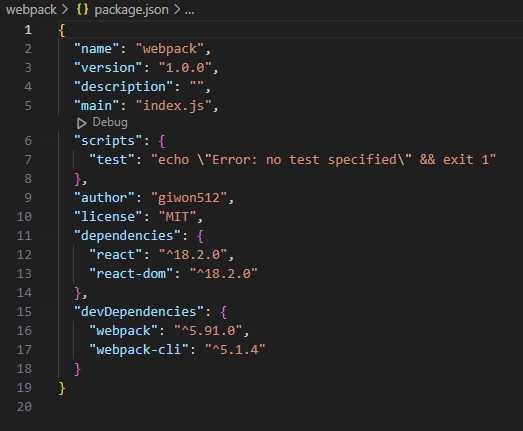 webpack > {} package.json > ...
1 {
2 "name": "webpack",
3 "version": "1.0.0",
4 "description": "",
5 "main": "index.js",
Debug
6 "scripts": {
7 "test": "echo \"Error: no test specified\" && exit 1"
8 },
9 "author": "giwon512",
10 "license": "MIT",
11 "dependencies": {
12 "react": "^18.2.0",
13 "react-dom": "^18.2.0"
14 },
15 "devDependencies": {
16 "webpack": "^5.91.0",
17 "webpack-cli": "^5.1.4"
18 }
19 }
20